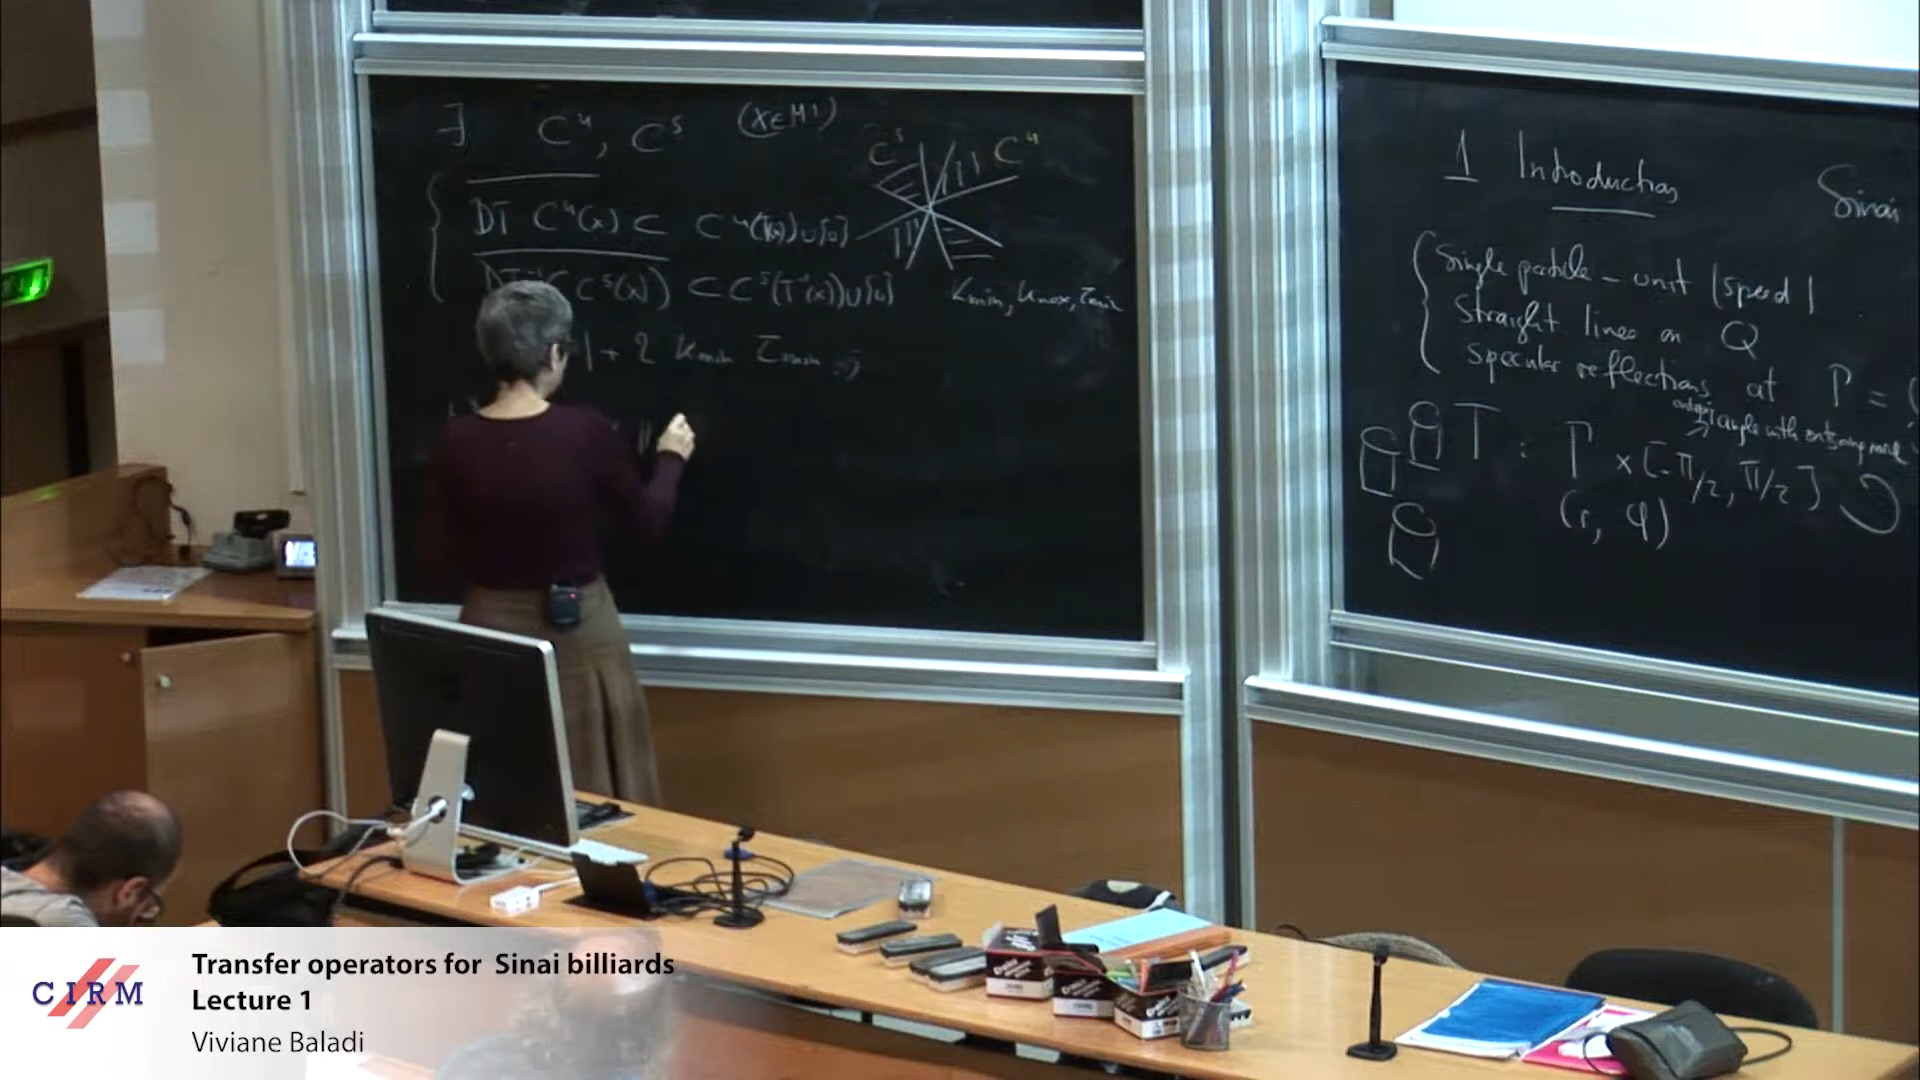 ∃ C^u, C^s (x∈M')
C^s C^u
DT C^u(x) ⊂ C^u(T(x)) ∪ {0}
C^s(x)) ⊂ C^s(T^-1(x)) ∪ {0} K_min, K_max, τ_min
1 + 2 K_min τ_min
1 Introduction Sinai
Single particle - unit |speed|
Straight lines on Q
Specular reflections at Γ =
angle with outgoing
T : Γ × [-π/2, π/2]
(r, φ)
CIRM
Transfer operators for Sinai billiards
Lecture 1
Viviane Baladi